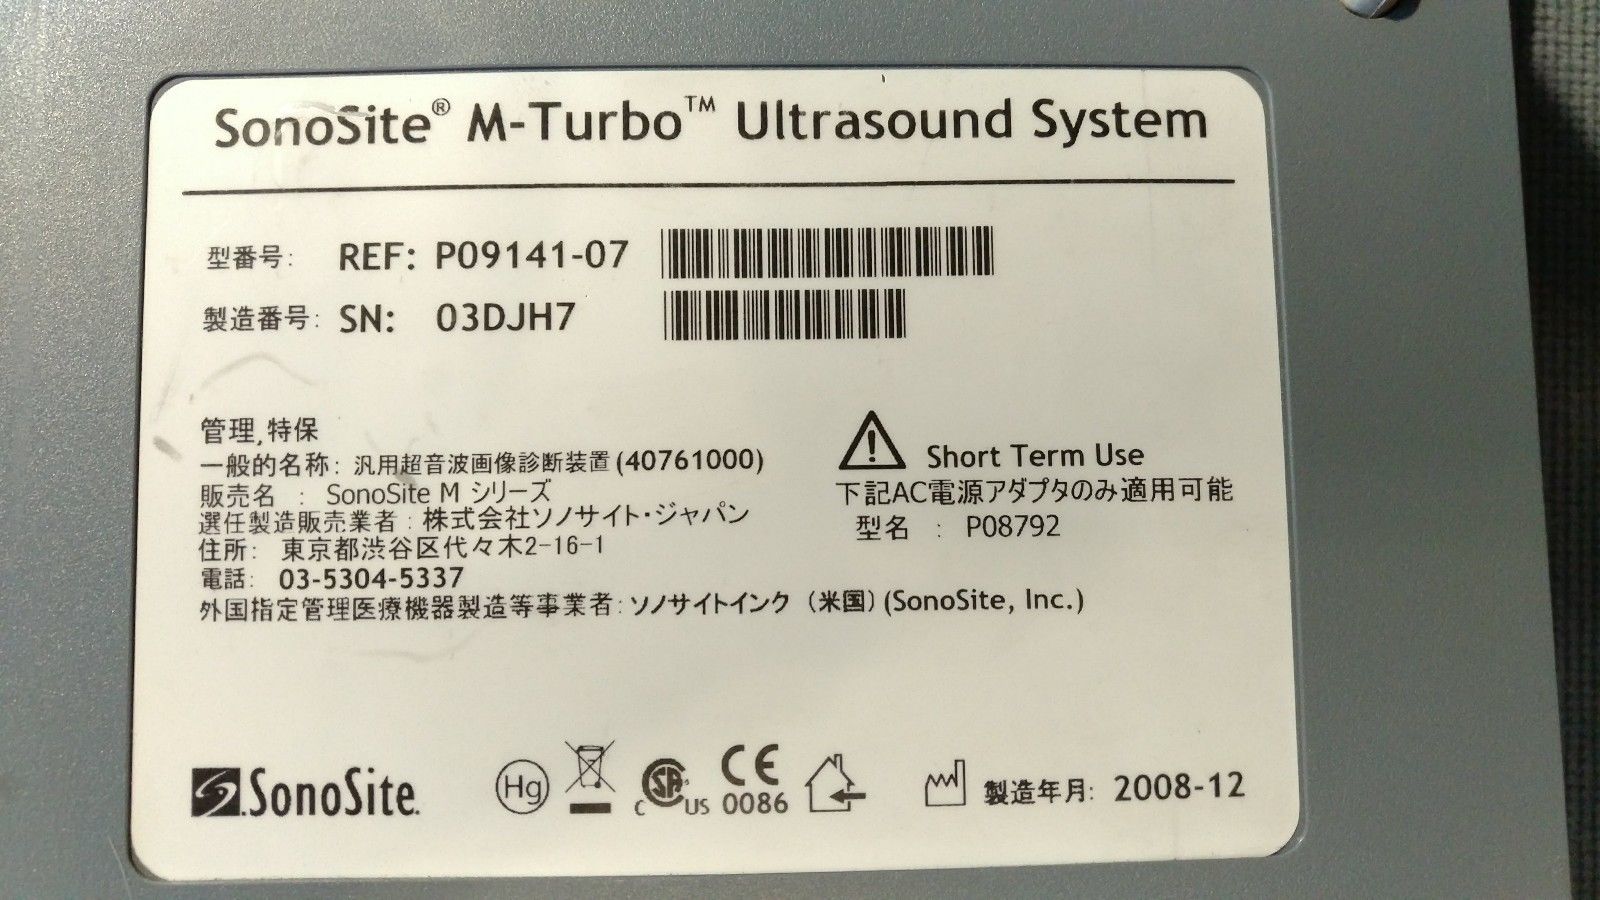 SonoSite® M-Turbo™ Ultrasound System
型番号: REF: P09141-07
製造番号: SN: 03DJH7
管理,特保
一般的名称: 汎用超音波画像診断装置(40761000)
販売名 : SonoSite M シリーズ
選任製造販売業者: 株式会社ソノサイト・ジャパン
住所: 東京都渋谷区代々木2-16-1
電話: 03-5304-5337
外国指定管理医療機器製造等事業者: ソノサイトインク (米国) (SonoSite, Inc.)
Short Term Use
下記AC電源アダプタのみ適用可能
型名 : P08792
SonoSite.
Hg
C SA® US
CE 0086
製造年月: 2008-12